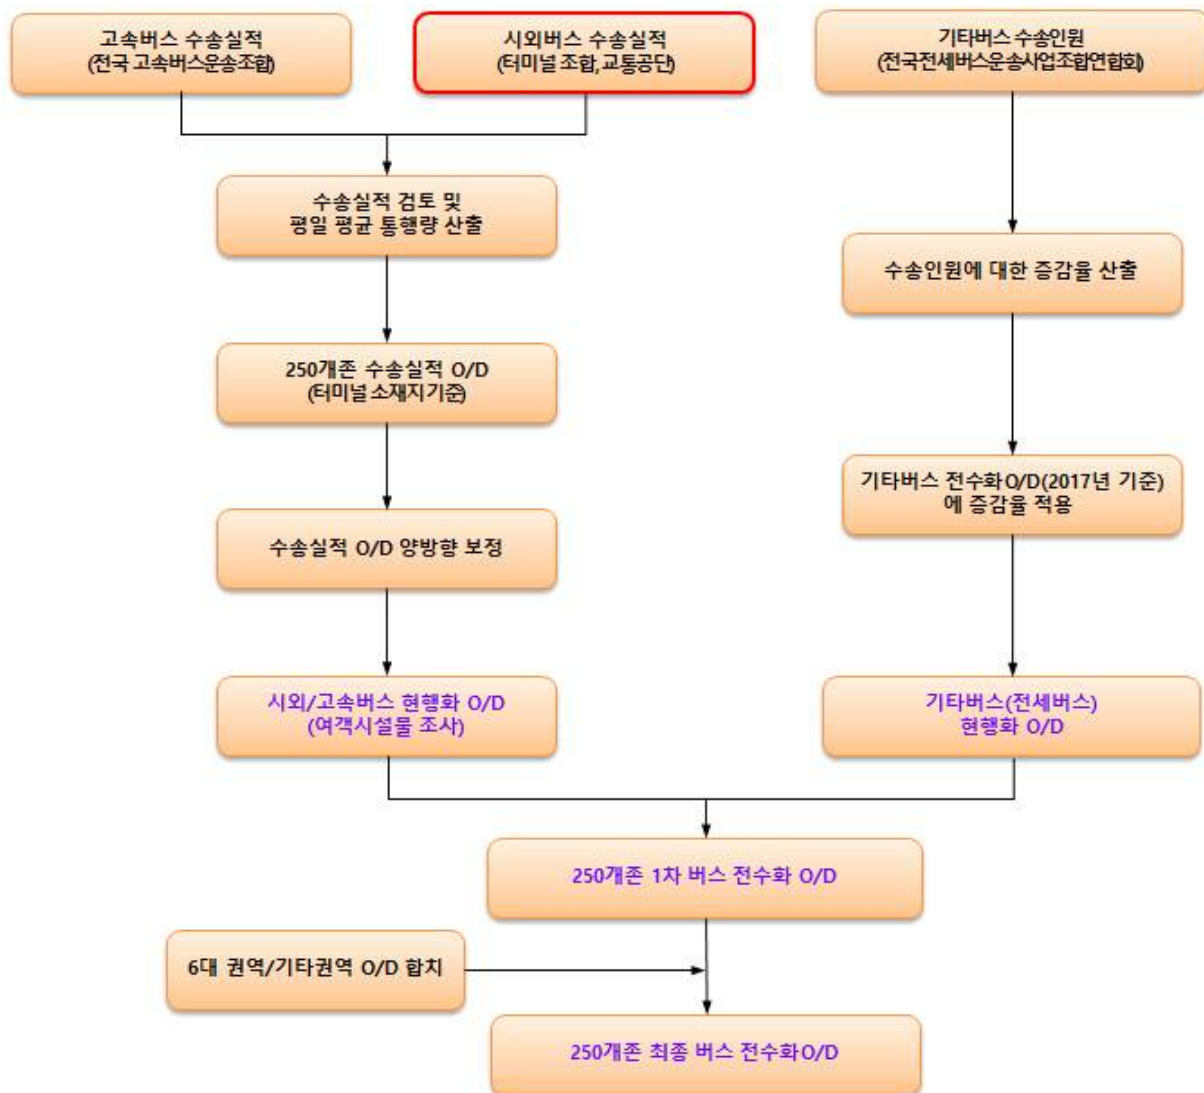 고속버스 수송실적
(전국 고속버스운송조합)
시외버스 수송실적
(터미널 조합,교통공단)
기타버스 수송인원
(전국전세버스운송사업조합연합회)
수송실적 검토 및
평일 평균 통행량 산출
수송인원에 대한 증감율 산출
250개존 수송실적 O/D
(터미널 소재지기준)
기타버스 전수화O/D(2017년 기준)
에 증감율 적용
수송실적 O/D 양방향 보정
시외/고속버스 현행화 O/D
(여객시설물 조사)
기타버스(전세버스)
현행화 O/D
250개존 1차 버스 전수화 O/D
6대 권역/기타권역 O/D 합치
250개존 최종 버스 전수화O/D